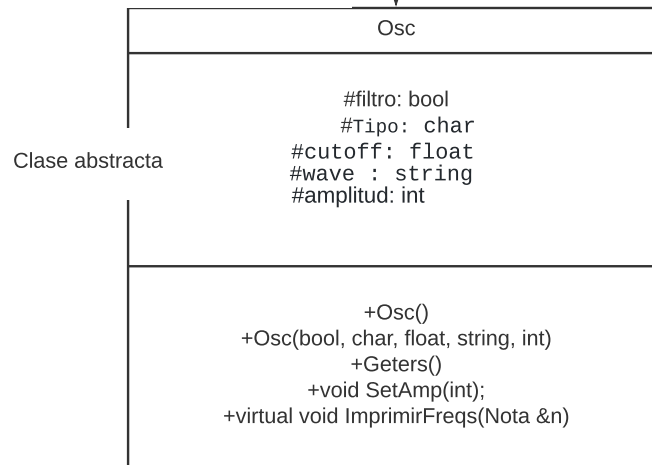 Osc
#filtro: bool
#Tipo: char
#cutoff: float
Clase abstracta
#wave : string
#amplitud: int
+Osc()
+Osc(bool, char, float, string, int)
+Geters()
+void SetAmp(int);
+virtual void ImprimirFreqs(Nota &n)